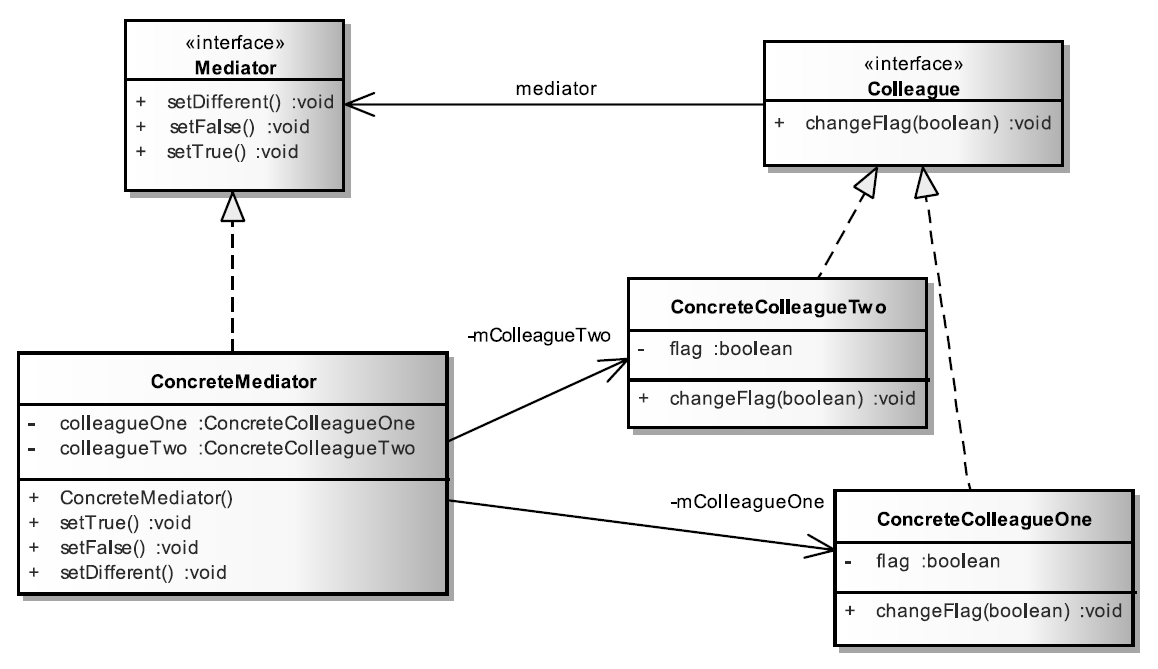 «interface»
Mediator
+ setDifferent() :void
+ setFalse() :void
+ setTrue() :void
mediator
«interface»
Colleague
+ changeFlag(boolean) :void
ConcreteColleagueTwo
- flag :boolean
+ changeFlag(boolean) :void
-mColleagueTwo
ConcreteMediator
- colleagueOne :ConcreteColleagueOne
- colleagueTwo :ConcreteColleagueTwo
+ ConcreteMediator()
+ setTrue() :void
+ setFalse() :void
+ setDifferent() :void
-mColleagueOne
ConcreteColleagueOne
- flag :boolean
+ changeFlag(boolean) :void